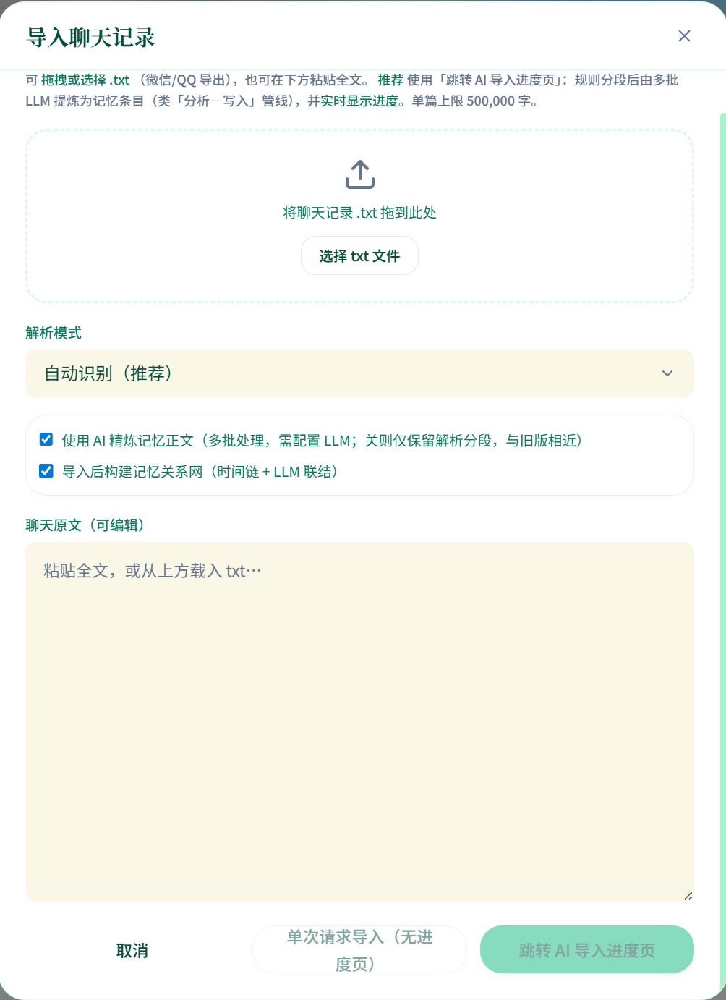 导入聊天记录
可 拖拽或选择 .txt （微信/QQ 导出），也可在下方粘贴全文。 推荐 使用「跳转 AI 导入进度页」：规则分段后由多批
LLM 提炼为记忆条目（类「分析—写入」管线），并实时显示进度。单篇上限 500,000 字。
将聊天记录 .txt 拖到此处
选择 txt 文件
解析模式
自动识别（推荐）
使用 AI 精炼记忆正文（多批处理，需配置 LLM；关则仅保留解析分段，与旧版相近）
导入后构建记忆关系网（时间链 + LLM 联结）
聊天原文（可编辑）
粘贴全文，或从上方载入 txt…
取消
单次请求导入（无进
度页）
跳转 AI 导入进度页